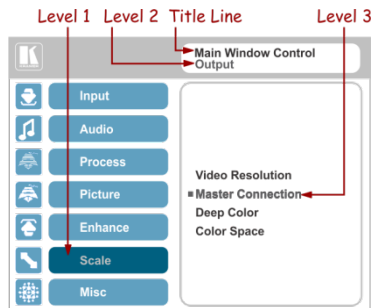 Level 1 Level 2 Title Line Level 3
Main Window Control
Output
Input
Audio
Process
Picture
Enhance
Scale
Misc
Video Resolution
Master Connection
Deep Color
Color Space